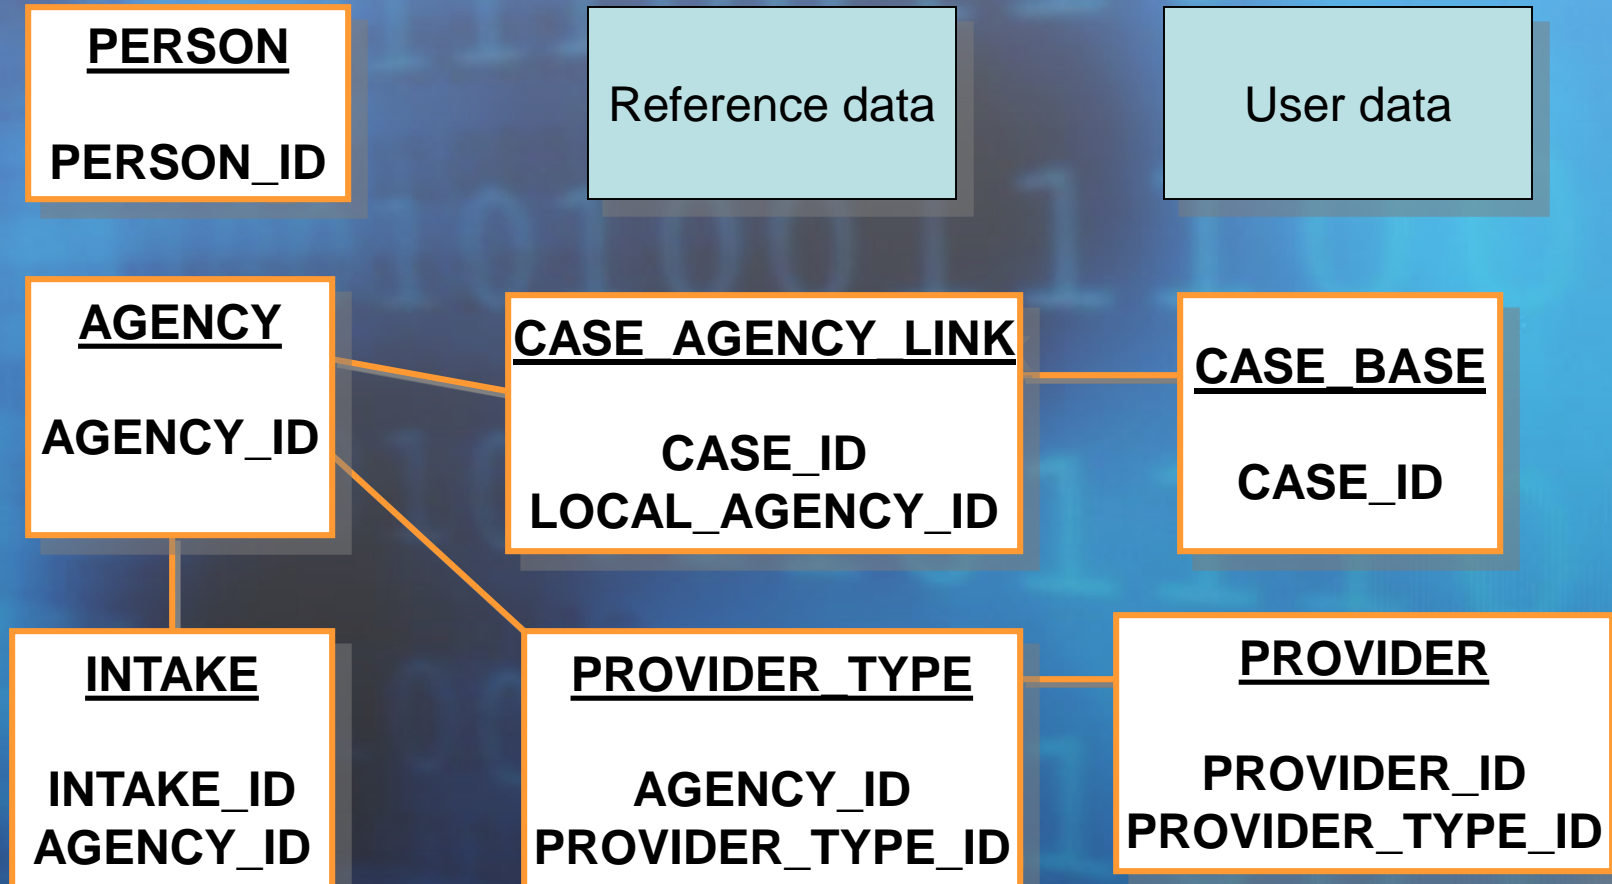 PERSON
PERSON_ID
Reference data
User data
AGENCY
AGENCY_ID
CASE_AGENCY_LINK
CASE_ID
LOCAL_AGENCY_ID
CASE_BASE
CASE_ID
INTAKE
INTAKE_ID
AGENCY_ID
PROVIDER_TYPE
AGENCY_ID
PROVIDER_TYPE_ID
PROVIDER
PROVIDER_ID
PROVIDER_TYPE_ID